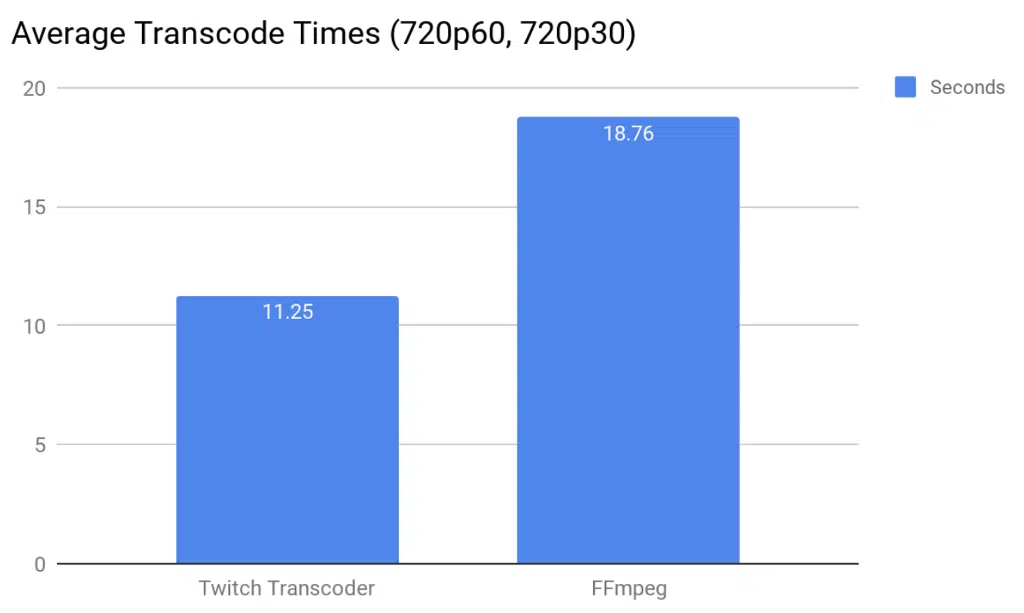 Average Transcode Times (720p60, 720p30)
20
Seconds
18.76
15
11.25
10
5
0
Twitch Transcoder
FFmpeg